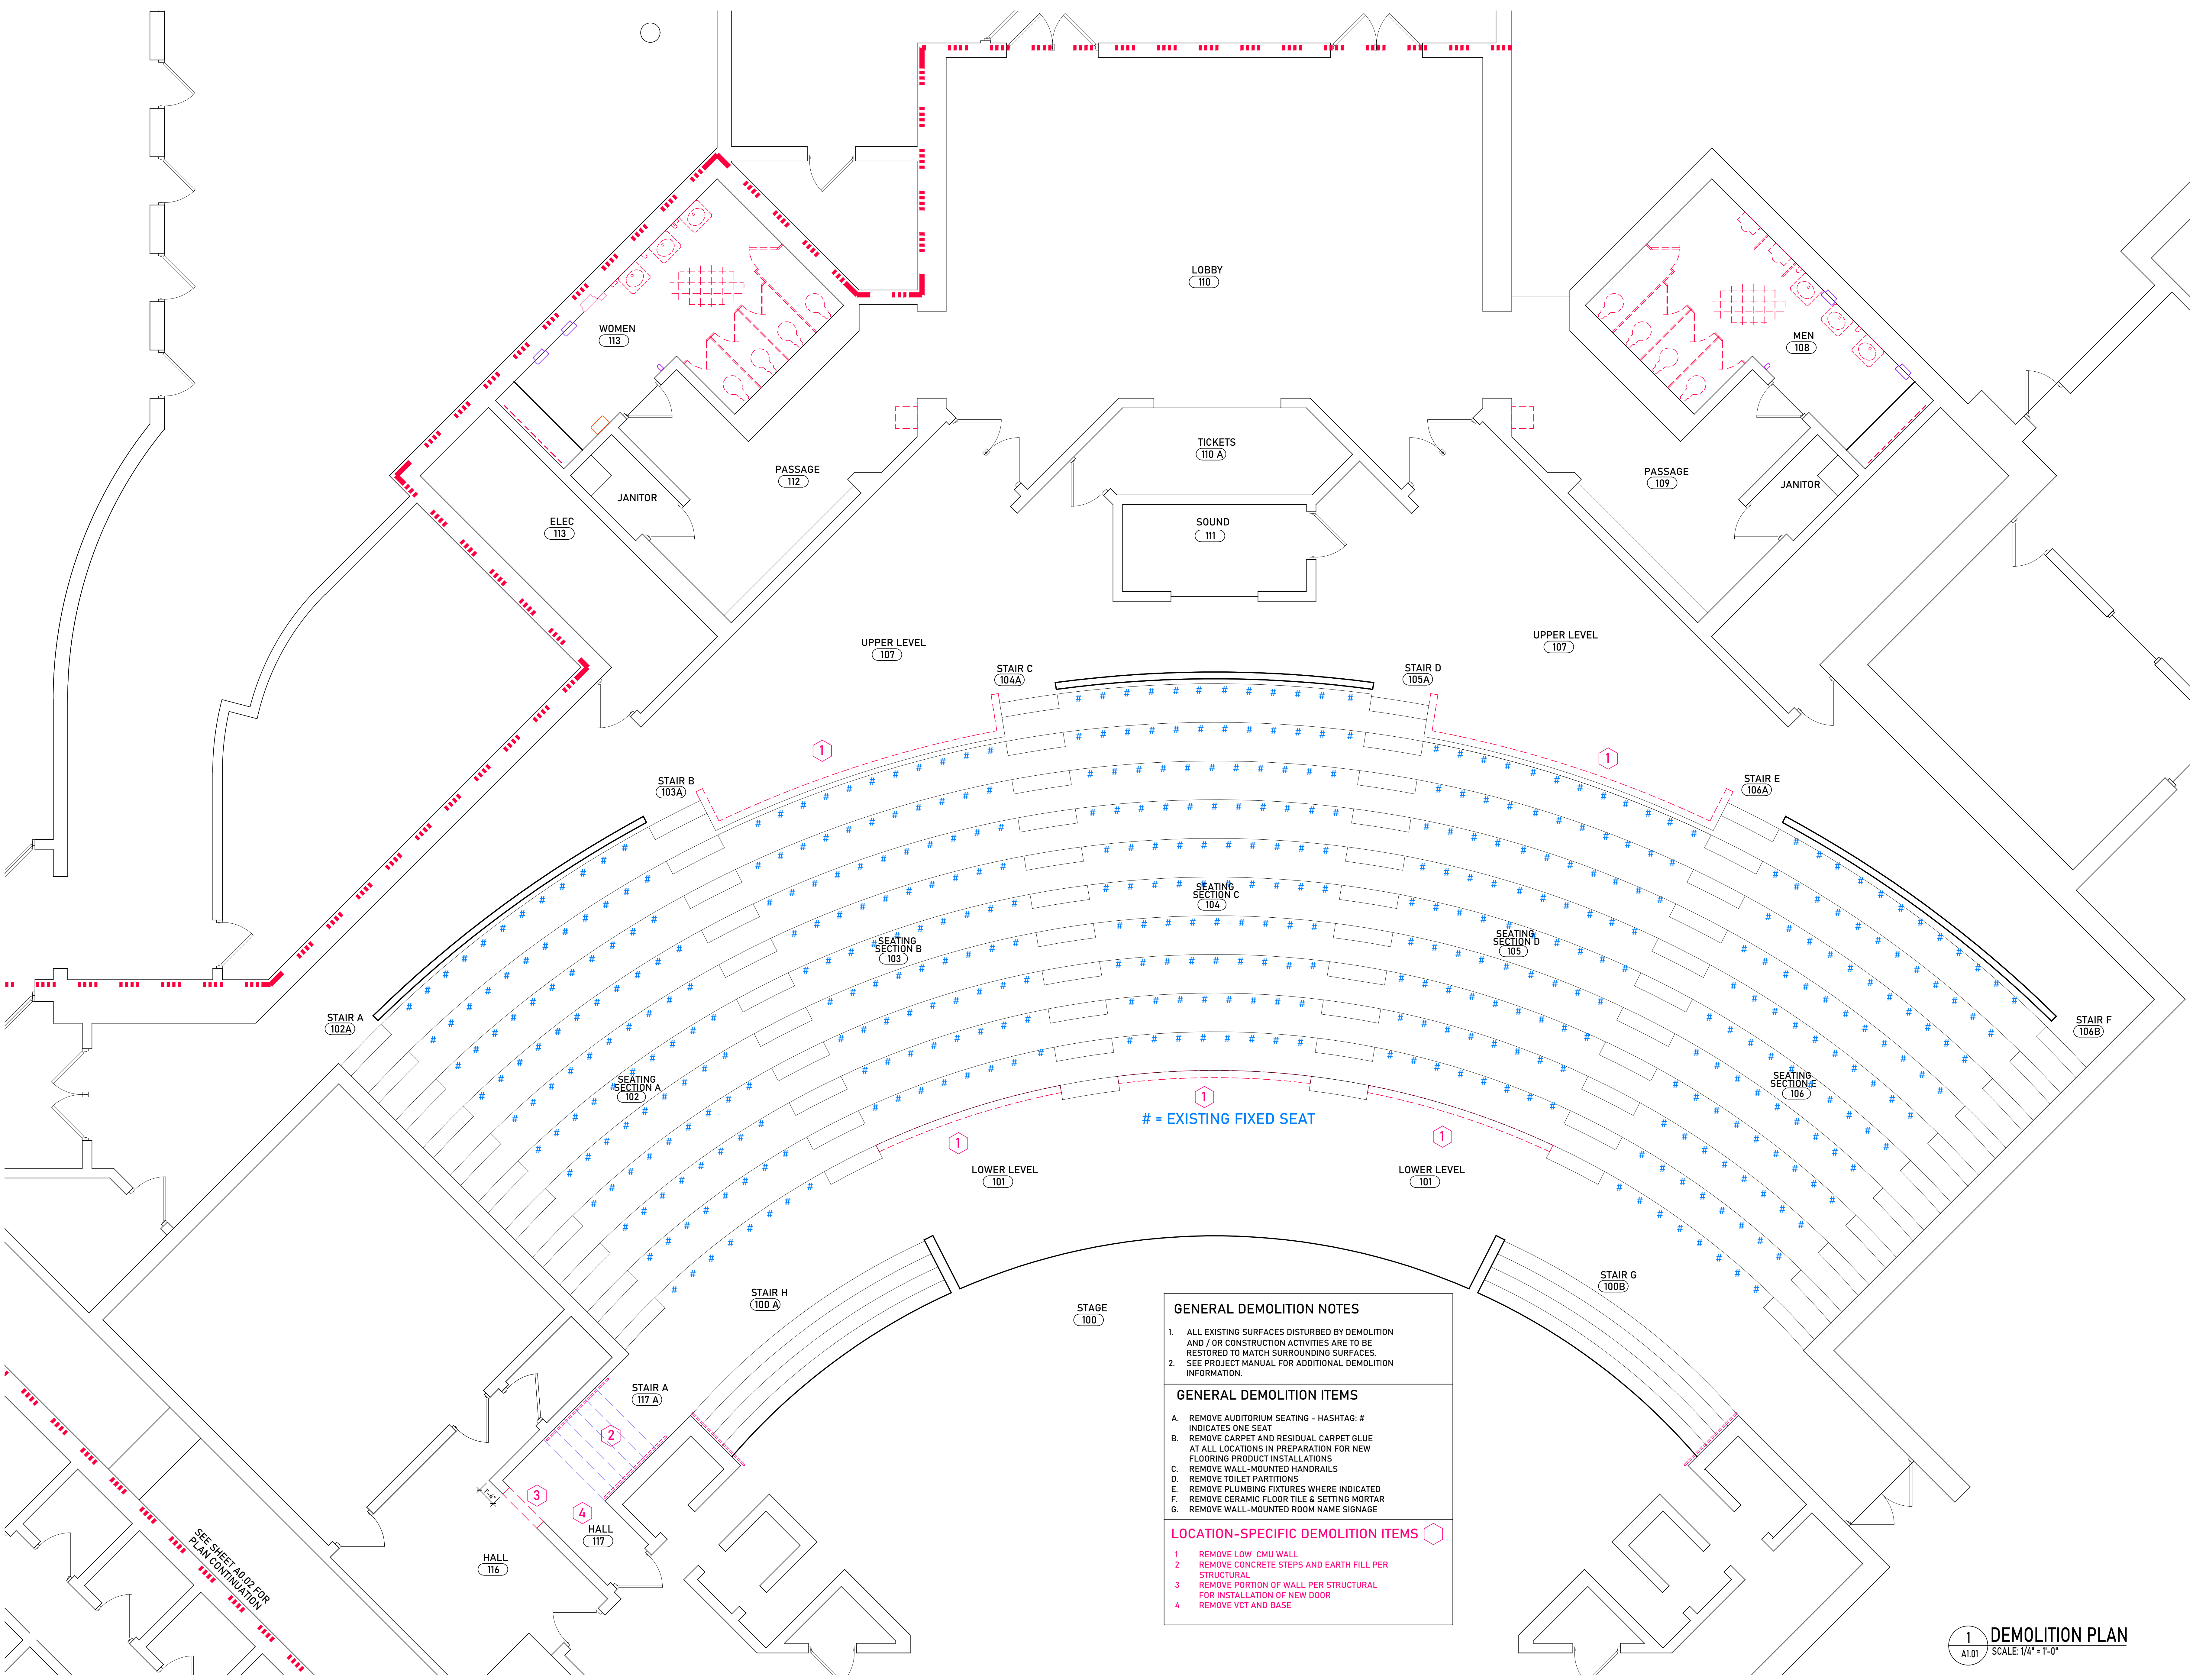 LOBBY
110
WOMEN
113
MEN
108
TICKETS
110 A
PASSAGE
112
PASSAGE
109
JANITOR
JANITOR
ELEC
113
SOUND
111
UPPER LEVEL
107
UPPER LEVEL
107
STAIR C
104A
STAIR D
105A
1
1
STAIR B
103A
STAIR E
106A
SEATING
SECTION C
104
SEATING
SECTION B
103
SEATING
SECTION D
105
STAIR A
102A
STAIR F
106B
SEATING
SECTION A
102
SEATING
SECTION E
106
1
# = EXISTING FIXED SEAT
1
1
LOWER LEVEL
101
LOWER LEVEL
101
STAIR H
100 A
STAIR G
100B
STAGE
100
STAIR A
117 A
2
3
4
1'-4"
HALL
117
HALL
116
SEE SHEET A0.02 FOR
PLAN CONTINUATION
GENERAL DEMOLITION NOTES
1. ALL EXISTING SURFACES DISTURBED BY DEMOLITION
AND / OR CONSTRUCTION ACTIVITIES ARE TO BE
RESTORED TO MATCH SURROUNDING SURFACES.
2. SEE PROJECT MANUAL FOR ADDITIONAL DEMOLITION
INFORMATION.
GENERAL DEMOLITION ITEMS
A. REMOVE AUDITORIUM SEATING - HASHTAG: #
INDICATES ONE SEAT
B. REMOVE CARPET AND RESIDUAL CARPET GLUE
AT ALL LOCATIONS IN PREPARATION FOR NEW
FLOORING PRODUCT INSTALLATIONS
C. REMOVE WALL-MOUNTED HANDRAILS
D. REMOVE TOILET PARTITIONS
E. REMOVE PLUMBING FIXTURES WHERE INDICATED
F. REMOVE CERAMIC FLOOR TILE & SETTING MORTAR
G. REMOVE WALL-MOUNTED ROOM NAME SIGNAGE
LOCATION-SPECIFIC DEMOLITION ITEMS
1 REMOVE LOW CMU WALL
2 REMOVE CONCRETE STEPS AND EARTH FILL PER
STRUCTURAL
3 REMOVE PORTION OF WALL PER STRUCTURAL
FOR INSTALLATION OF NEW DOOR
4 REMOVE VCT AND BASE
1
A1.01
DEMOLITION PLAN
SCALE: 1/4" = 1'-0"